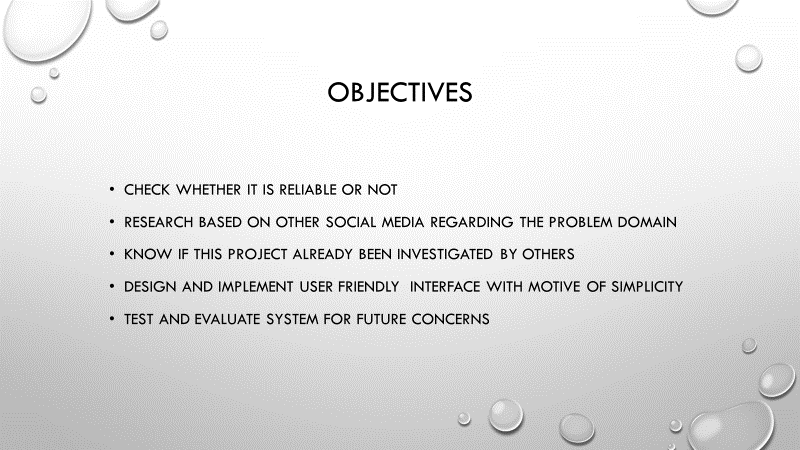 OBJECTIVES
• CHECK WHETHER IT IS RELIABLE OR NOT
• RESEARCH BASED ON OTHER SOCIAL MEDIA REGARDING THE PROBLEM DOMAIN
• KNOW IF THIS PROJECT ALREADY BEEN INVESTIGATED BY OTHERS
• DESIGN AND IMPLEMENT USER FRIENDLY  INTERFACE WITH MOTIVE OF SIMPLICITY
• TEST AND EVALUATE SYSTEM FOR FUTURE CONCERNS